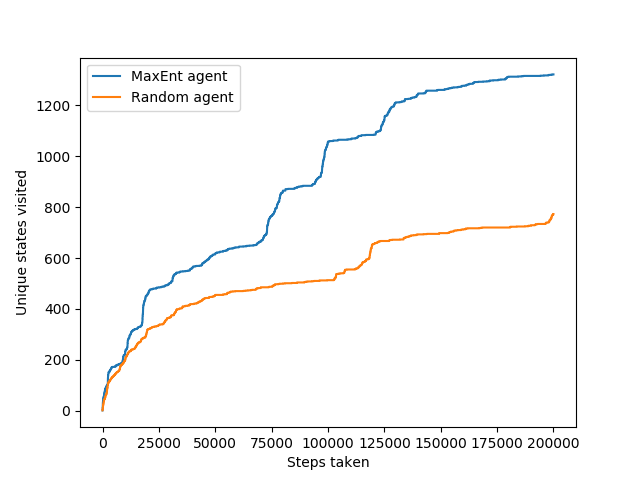 MaxEnt agent
Random agent
Unique states visited
1200
1000
800
600
400
200
0
0 25000 50000 75000 100000 125000 150000 175000 200000
Steps taken